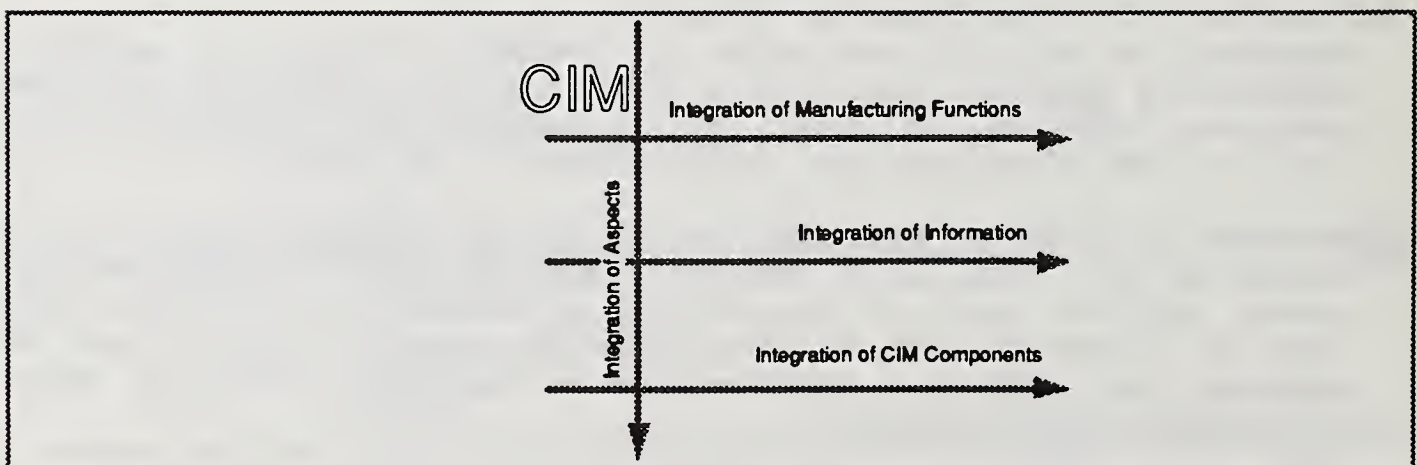 CIM
Integration of Manufacturing Functions
Integration of Aspects
Integration of Information
Integration of CIM Components